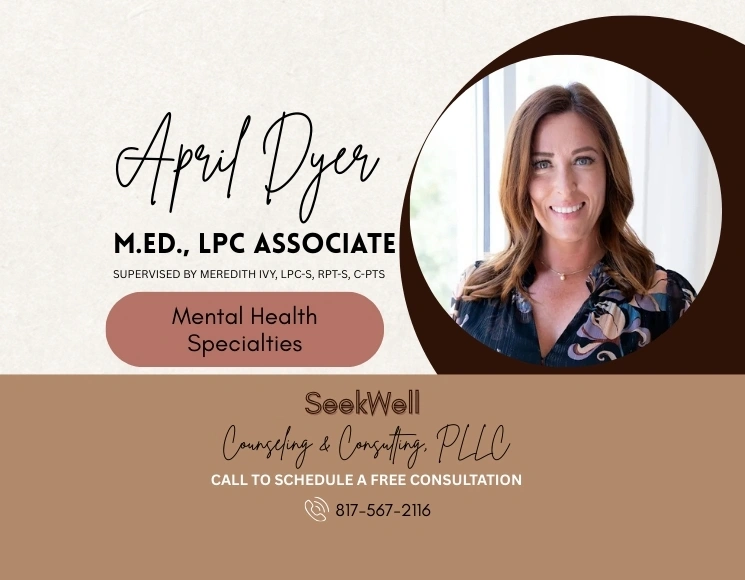 April Dyer
M.ED., LPC ASSOCIATE
SUPERVISED BY MEREDITH IVY, LPC-S, RPT-S, C-PTS
Mental Health
Specialties
SeekWell
Counseling & Consulting, PLLC
CALL TO SCHEDULE A FREE CONSULTATION
817-567-2116